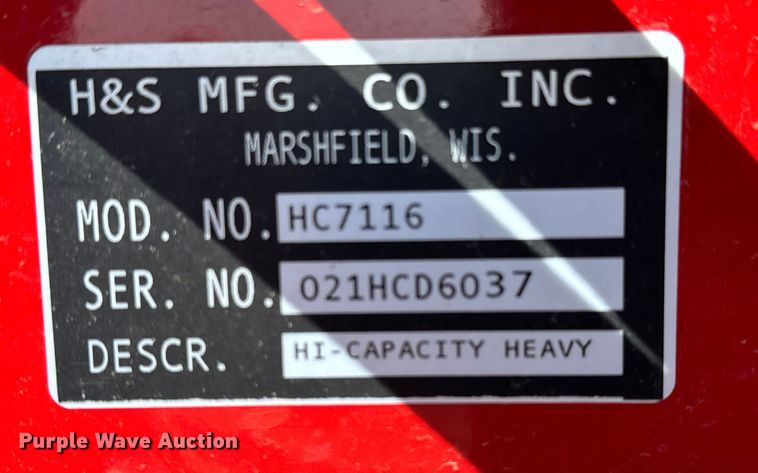 H&S MFG. CO. INC.
MARSHFIELD, WIS.
MOD. NO. HC7116
SER. NO. 021HCD6037
DESCR. HI-CAPACITY HEAVY
Purple Wave Auction